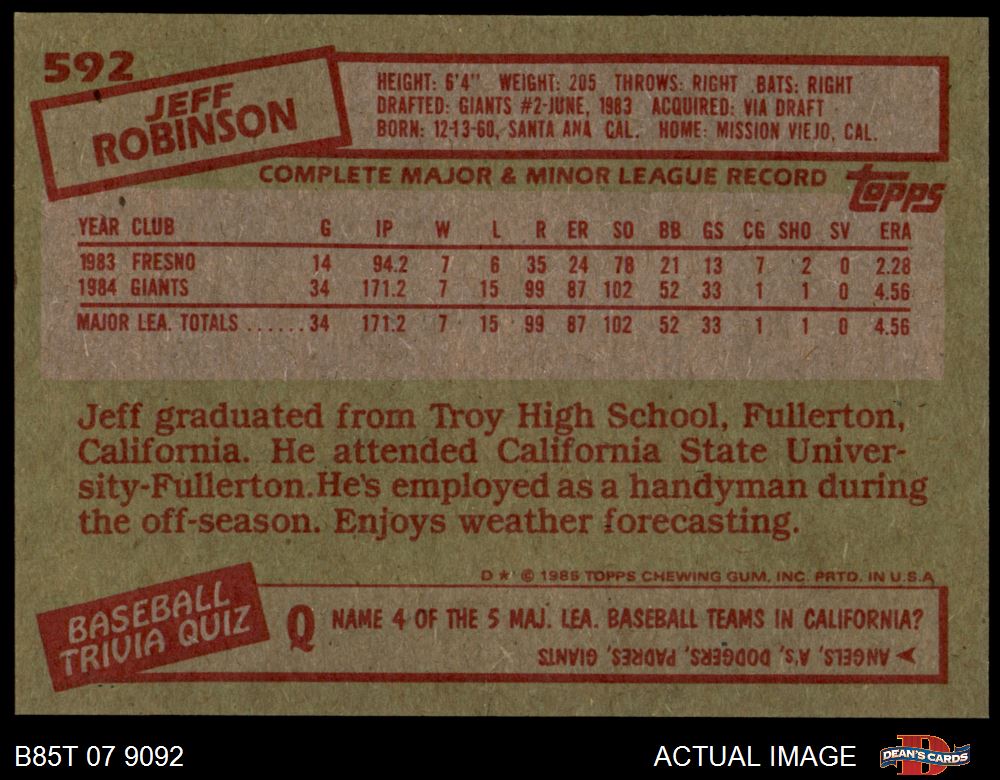 592
JEFF
ROBINSON
HEIGHT: 6'4" WEIGHT: 205 THROWS: RIGHT BATS: RIGHT
DRAFTED: GIANTS #2-JUNE, 1983 ACQUIRED: VIA DRAFT
BORN: 12-13-60, SANTA ANA CAL. HOME: MISSION VIEJO, CAL.
COMPLETE MAJOR & MINOR LEAGUE RECORD
topps
YEAR CLUB G IP W L R ER SO BB GS CG SHO SV ERA
1983 FRESNO 14 94.2 7 6 35 24 78 21 13 7 2 0 2.28
1984 GIANTS 34 171.2 7 15 99 87 102 52 33 1 1 0 4.56
MAJOR LEA. TOTALS ......34 171.2 7 15 99 87 102 52 33 1 1 0 4.56
Jeff graduated from Troy High School, Fullerton,
California. He attended California State Univer-
sity-Fullerton. He's employed as a handyman during
the off-season. Enjoys weather forecasting.
D * © 1985 TOPPS CHEWING GUM, INC. PRTD. IN U.S.A.
BASEBALL
TRIVIA QUIZ
Q NAME 4 OF THE 5 MAJ. LEA. BASEBALL TEAMS IN CALIFORNIA?
ANGELS, A's, DODGERS, PADRES, GIANTS
B85T 07 9092
ACTUAL IMAGE
D
DEAN'S CARDS